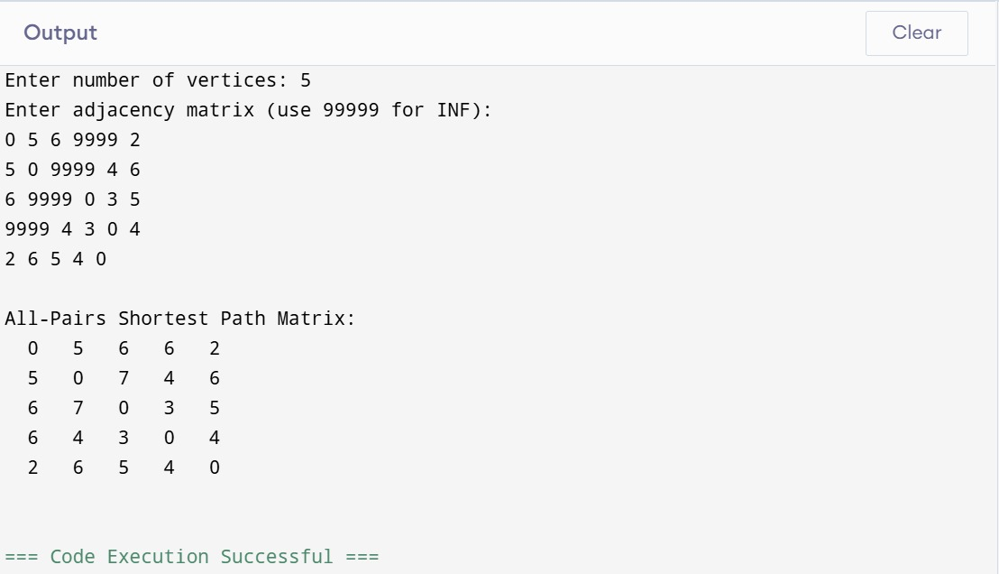 Output
Clear
Enter number of vertices: 5
Enter adjacency matrix (use 99999 for INF):
0 5 6 9999 2
5 0 9999 4 6
6 9999 0 3 5
9999 4 3 0 4
2 6 5 4 0
All-Pairs Shortest Path Matrix:
0 5 6 6 2
5 0 7 4 6
6 7 0 3 5
6 4 3 0 4
2 6 5 4 0
=== Code Execution Successful ===